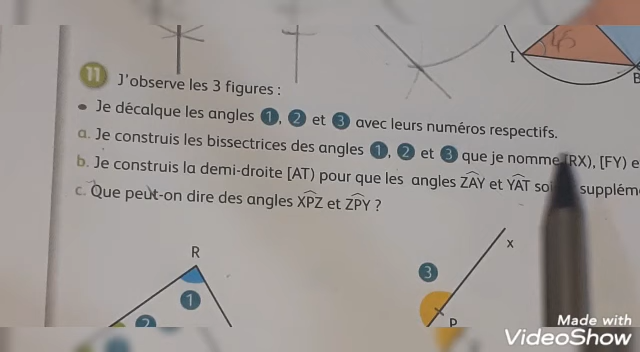 45
I
B
11 J'observe les 3 figures :
• Je décalque les angles 1, 2 et 3 avec leurs numéros respectifs.
a. Je construis les bissectrices des angles 1, 2 et 3 que je nomme [RX), [FY) e
b. Je construis la demi-droite [AT) pour que les angles ZAY et YAT so supplém
c. Que peut-on dire des angles XPZ et ZPY ?
R
x
3
1
2
P
Made with
VideoShow